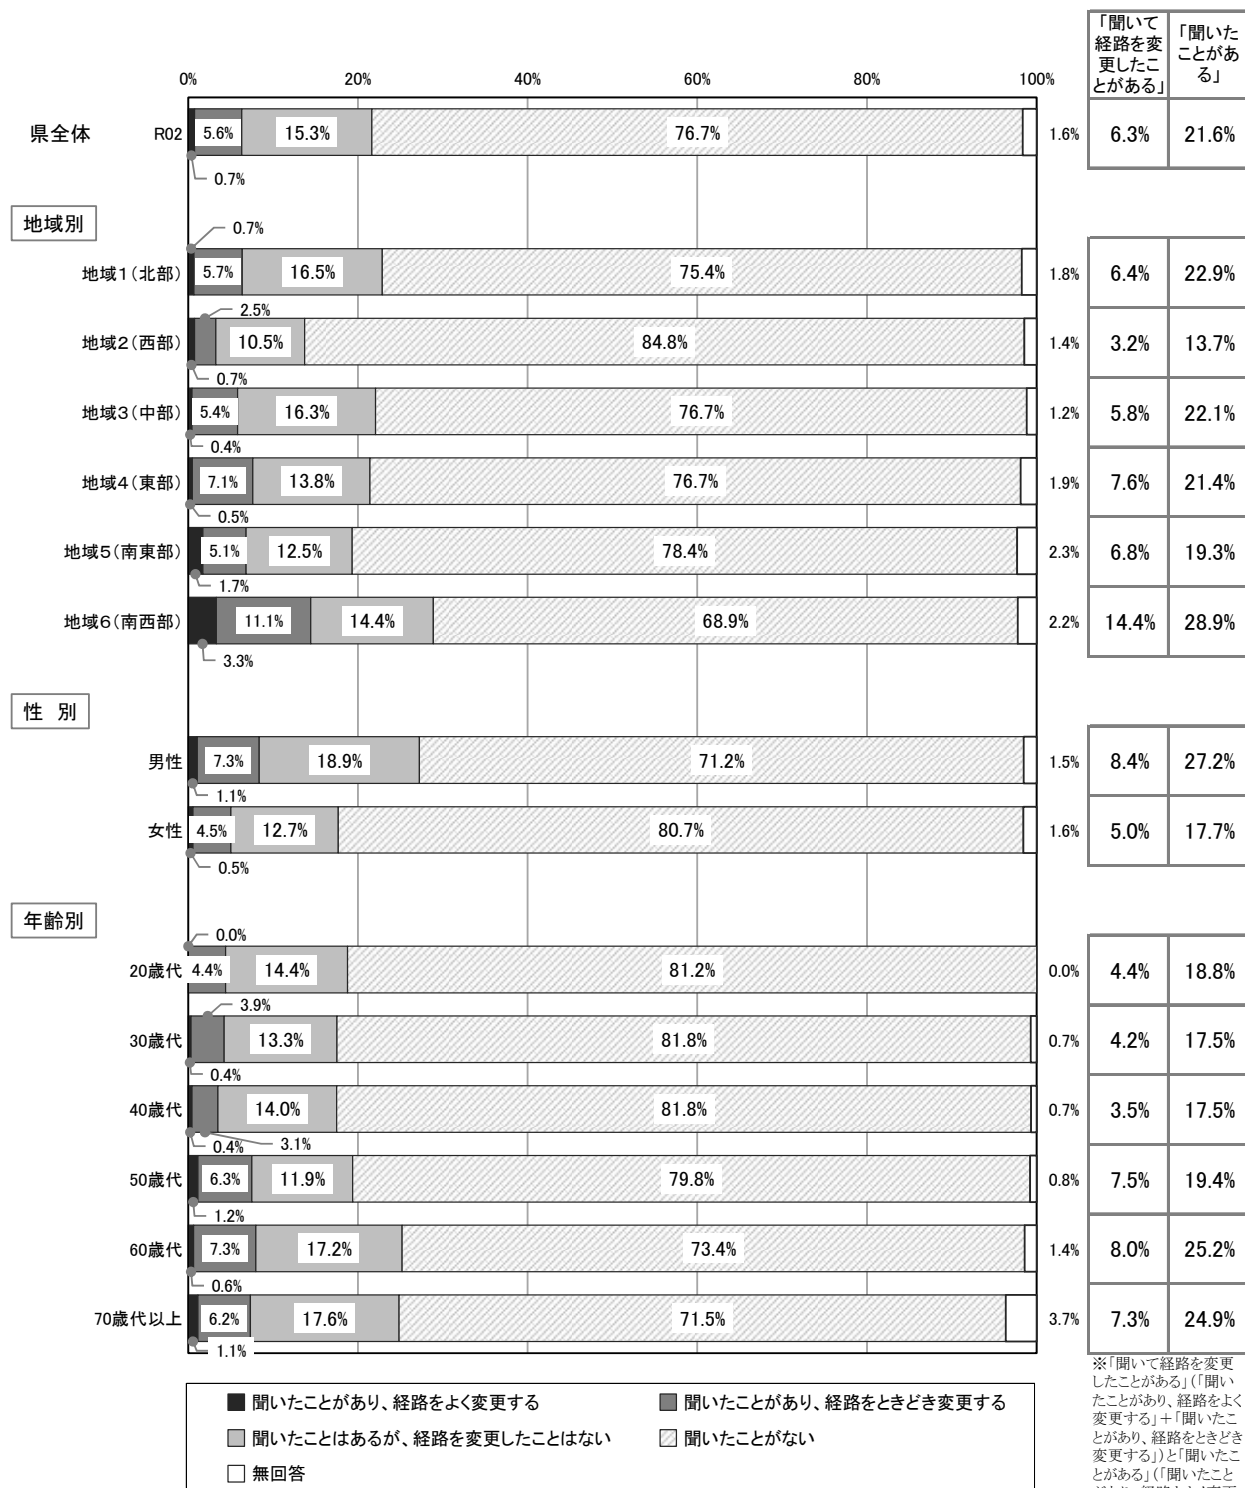 「聞いて
経路を変
更したこ
とがある」
「聞いた
ことがあ
る」
0% 20% 40% 60% 80% 100%
県全体 R02 5.6% 15.3% 76.7% 1.6% 6.3% 21.6%
0.7%
地域別
0.7%
地域1(北部) 5.7% 16.5% 75.4% 1.8% 6.4% 22.9%
2.5%
地域2(西部) 10.5% 84.8% 1.4% 3.2% 13.7%
0.7%
地域3(中部) 5.4% 16.3% 76.7% 1.2% 5.8% 22.1%
0.4%
地域4(東部) 7.1% 13.8% 76.7% 1.9% 7.6% 21.4%
0.5%
地域5(南東部) 5.1% 12.5% 78.4% 2.3% 6.8% 19.3%
1.7%
地域6(南西部) 11.1% 14.4% 68.9% 2.2% 14.4% 28.9%
3.3%
性 別
男性 7.3% 18.9% 71.2% 1.5% 8.4% 27.2%
1.1%
女性 4.5% 12.7% 80.7% 1.6% 5.0% 17.7%
0.5%
年齢別
0.0%
20歳代 4.4% 14.4% 81.2% 0.0% 4.4% 18.8%
3.9%
30歳代 13.3% 81.8% 0.7% 4.2% 17.5%
0.4%
40歳代 14.0% 81.8% 0.7% 3.5% 17.5%
0.4% 3.1%
50歳代 6.3% 11.9% 79.8% 0.8% 7.5% 19.4%
1.2%
60歳代 7.3% 17.2% 73.4% 1.4% 8.0% 25.2%
0.6%
70歳代以上 6.2% 17.6% 71.5% 3.7% 7.3% 24.9%
1.1%
聞いたことがあり、経路をよく変更する 聞いたことがあり、経路をときどき変更する
聞いたことはあるが、経路を変更したことはない 聞いたことがない
無回答
※「聞いて経路を変更
したことがある」(「聞い
たことがあり、経路をよく
変更する」+「聞いたこ
とがあり、経路をときどき
変更する」)と「聞いたこ
とがある」(「聞いたこと